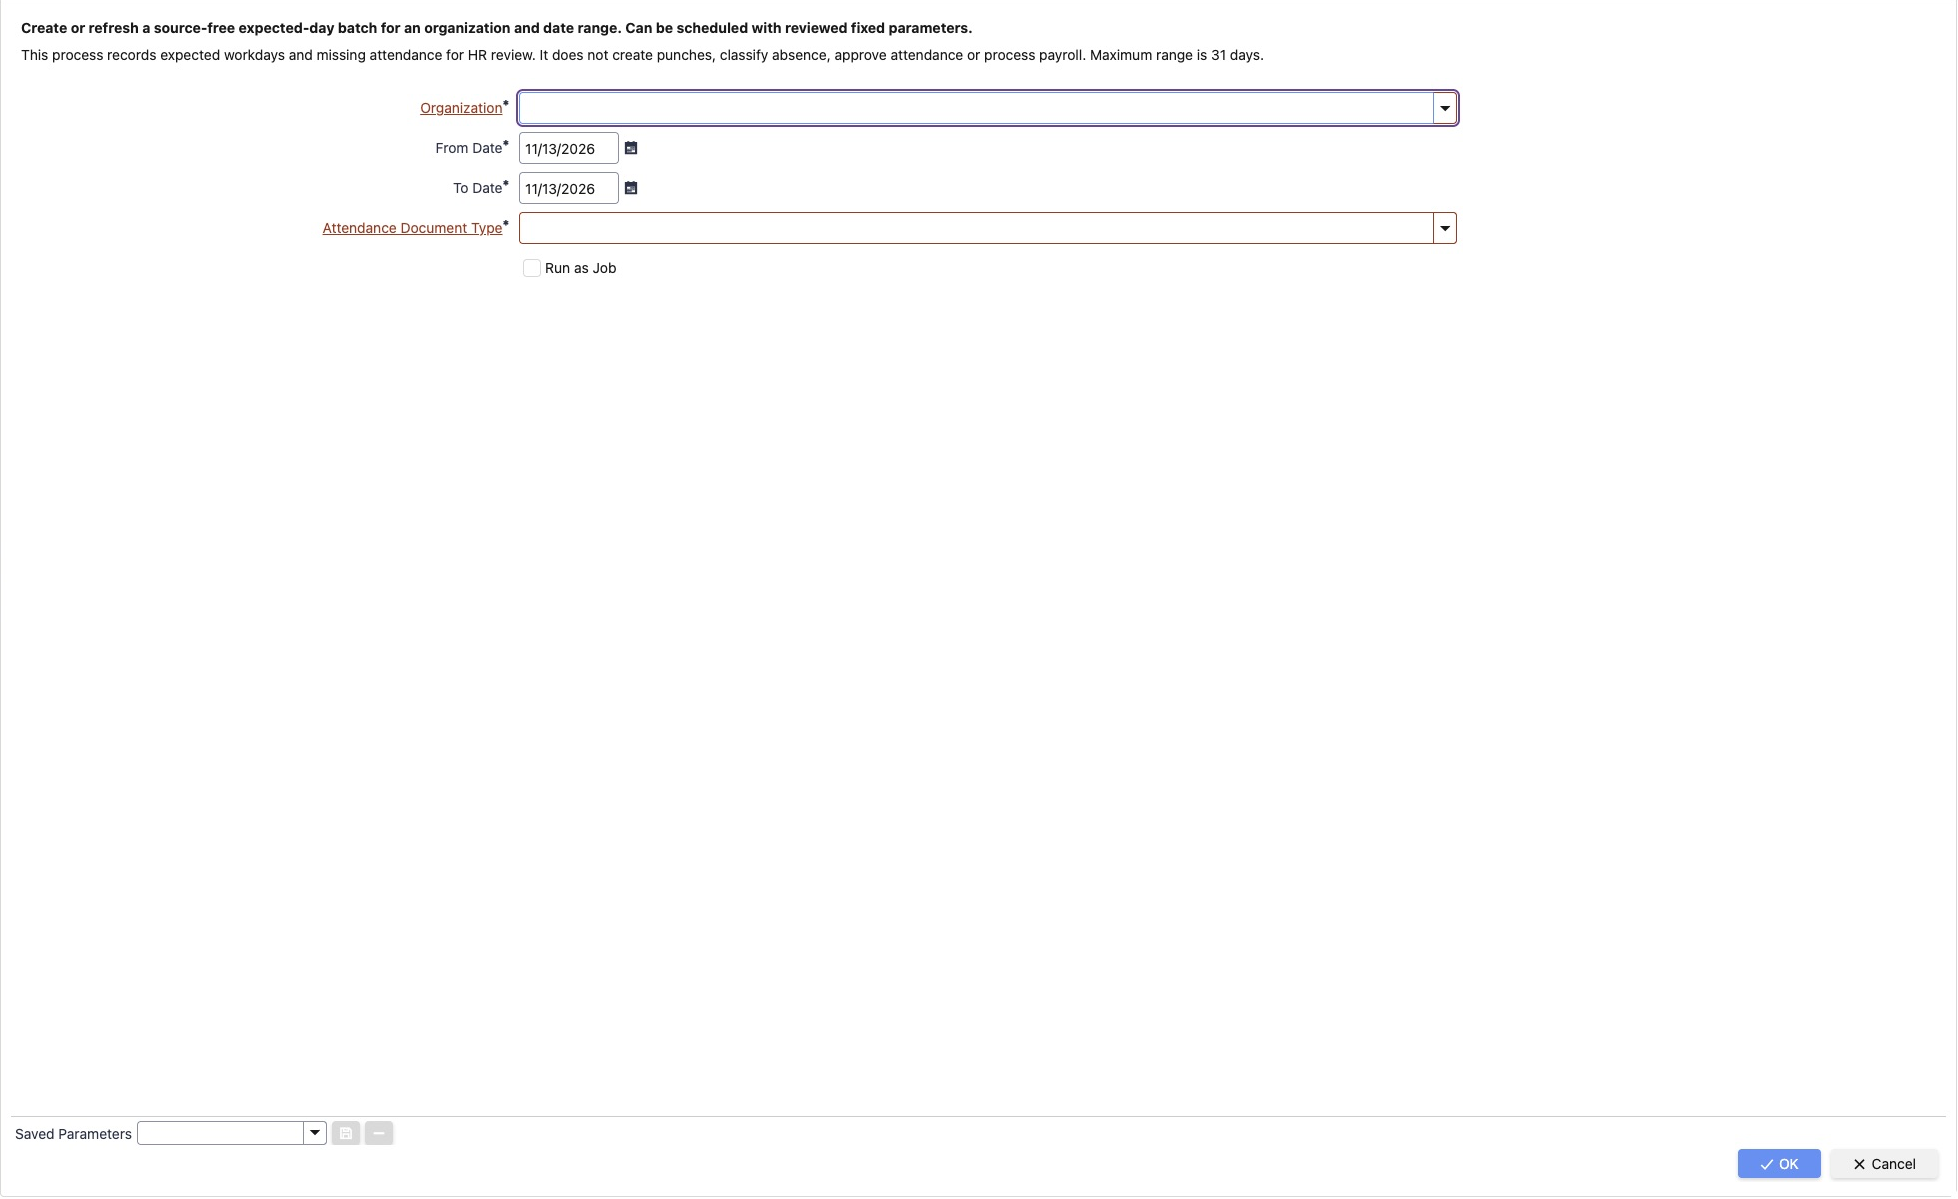 Create or refresh a source-free expected-day batch for an organization and date range. Can be scheduled with reviewed fixed parameters.
This process records expected workdays and missing attendance for HR review. It does not create punches, classify absence, approve attendance or process payroll. Maximum range is 31 days.
Organization*
From Date* 11/13/2026
To Date* 11/13/2026
Attendance Document Type*
Run as Job
Saved Parameters
OK Cancel